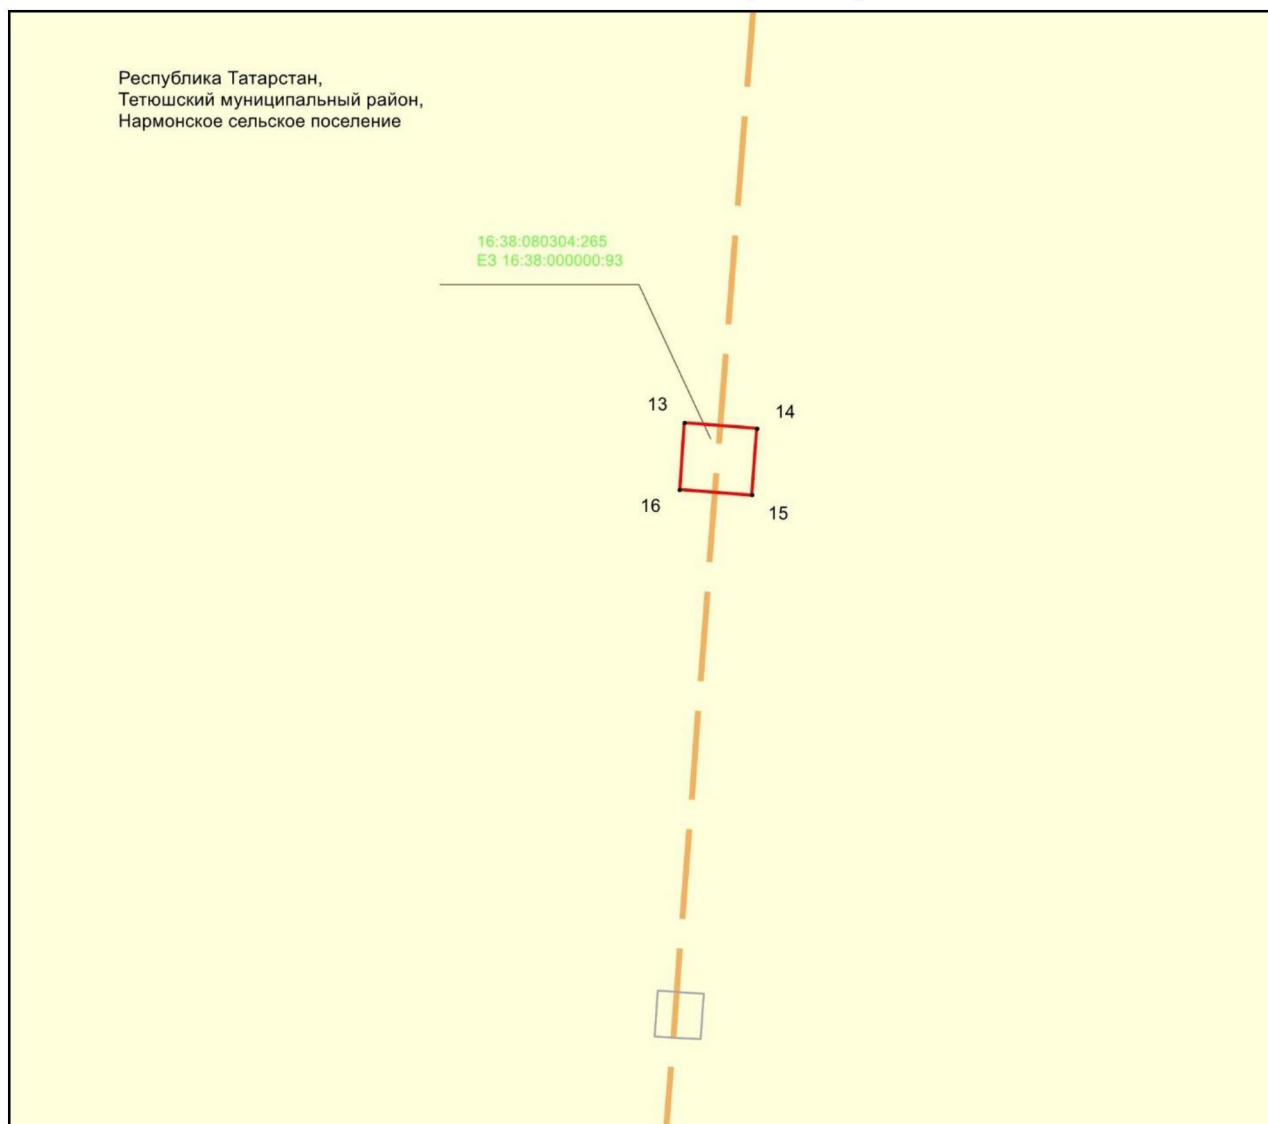 Республика Татарстан,
Тетюшский муниципальный район,
Нармонское сельское поселение
16:38:080304:265
ЕЗ 16:38:000000:93
13
14
16
15